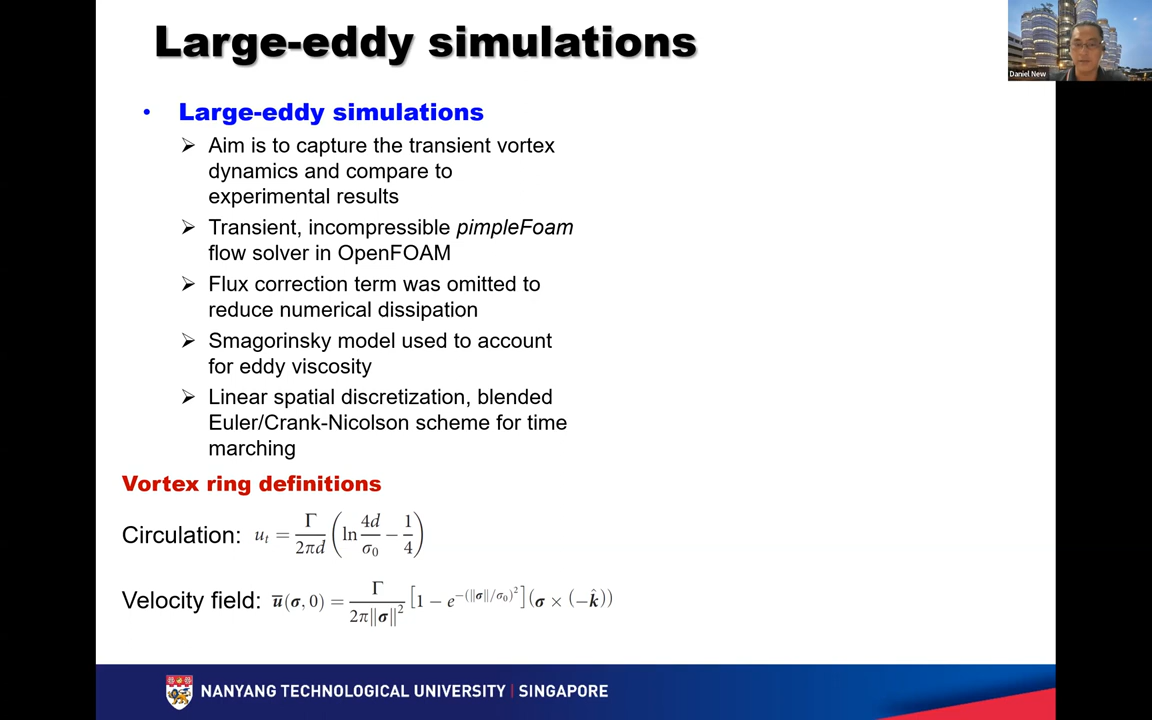 Large-eddy simulations
Daniel New
• Large-eddy simulations
➢ Aim is to capture the transient vortex
dynamics and compare to
experimental results
➢ Transient, incompressible pimpleFoam
flow solver in OpenFOAM
➢ Flux correction term was omitted to
reduce numerical dissipation
➢ Smagorinsky model used to account
for eddy viscosity
➢ Linear spatial discretization, blended
Euler/Crank-Nicolson scheme for time
marching
Vortex ring definitions
Circulation: u_t = Γ/(2πd) (ln 4d/σ₀ − 1/4)
Velocity field: u̅(σ, 0) = Γ/(2π‖σ‖²) [1 − e^{−(‖σ‖/σ₀)²}](σ × (−k̂))
NANYANG TECHNOLOGICAL UNIVERSITY | SINGAPORE